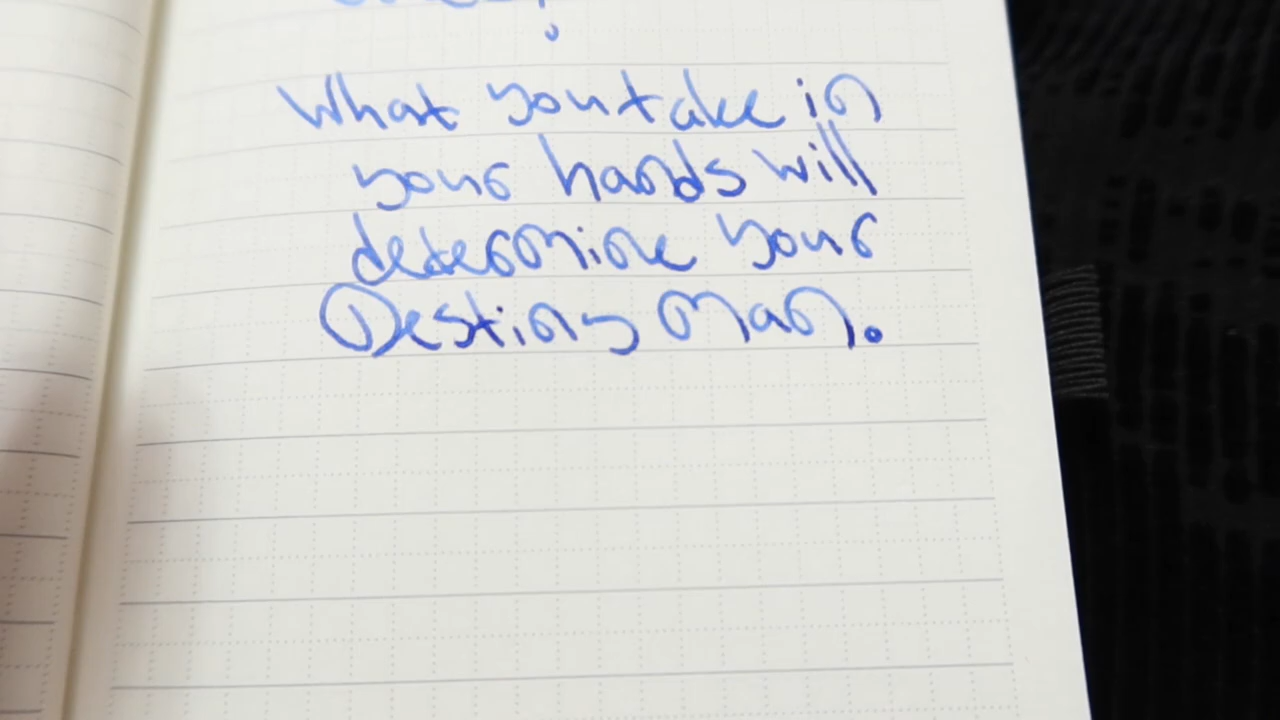 What you take in
your hands will
determine your
Destiny Man.